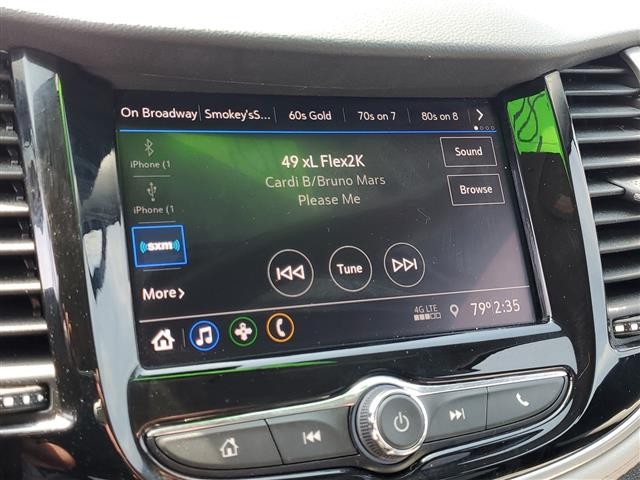 On Broadway Smokey'sS... 60s Gold 70s on 7 80s on 8
iPhone (1
49 xL Flex2K
Sound
Cardi B/Bruno Mars
Please Me
Browse
iPhone (1
((sxm))
Tune
More
4G LTE
79° 2:35